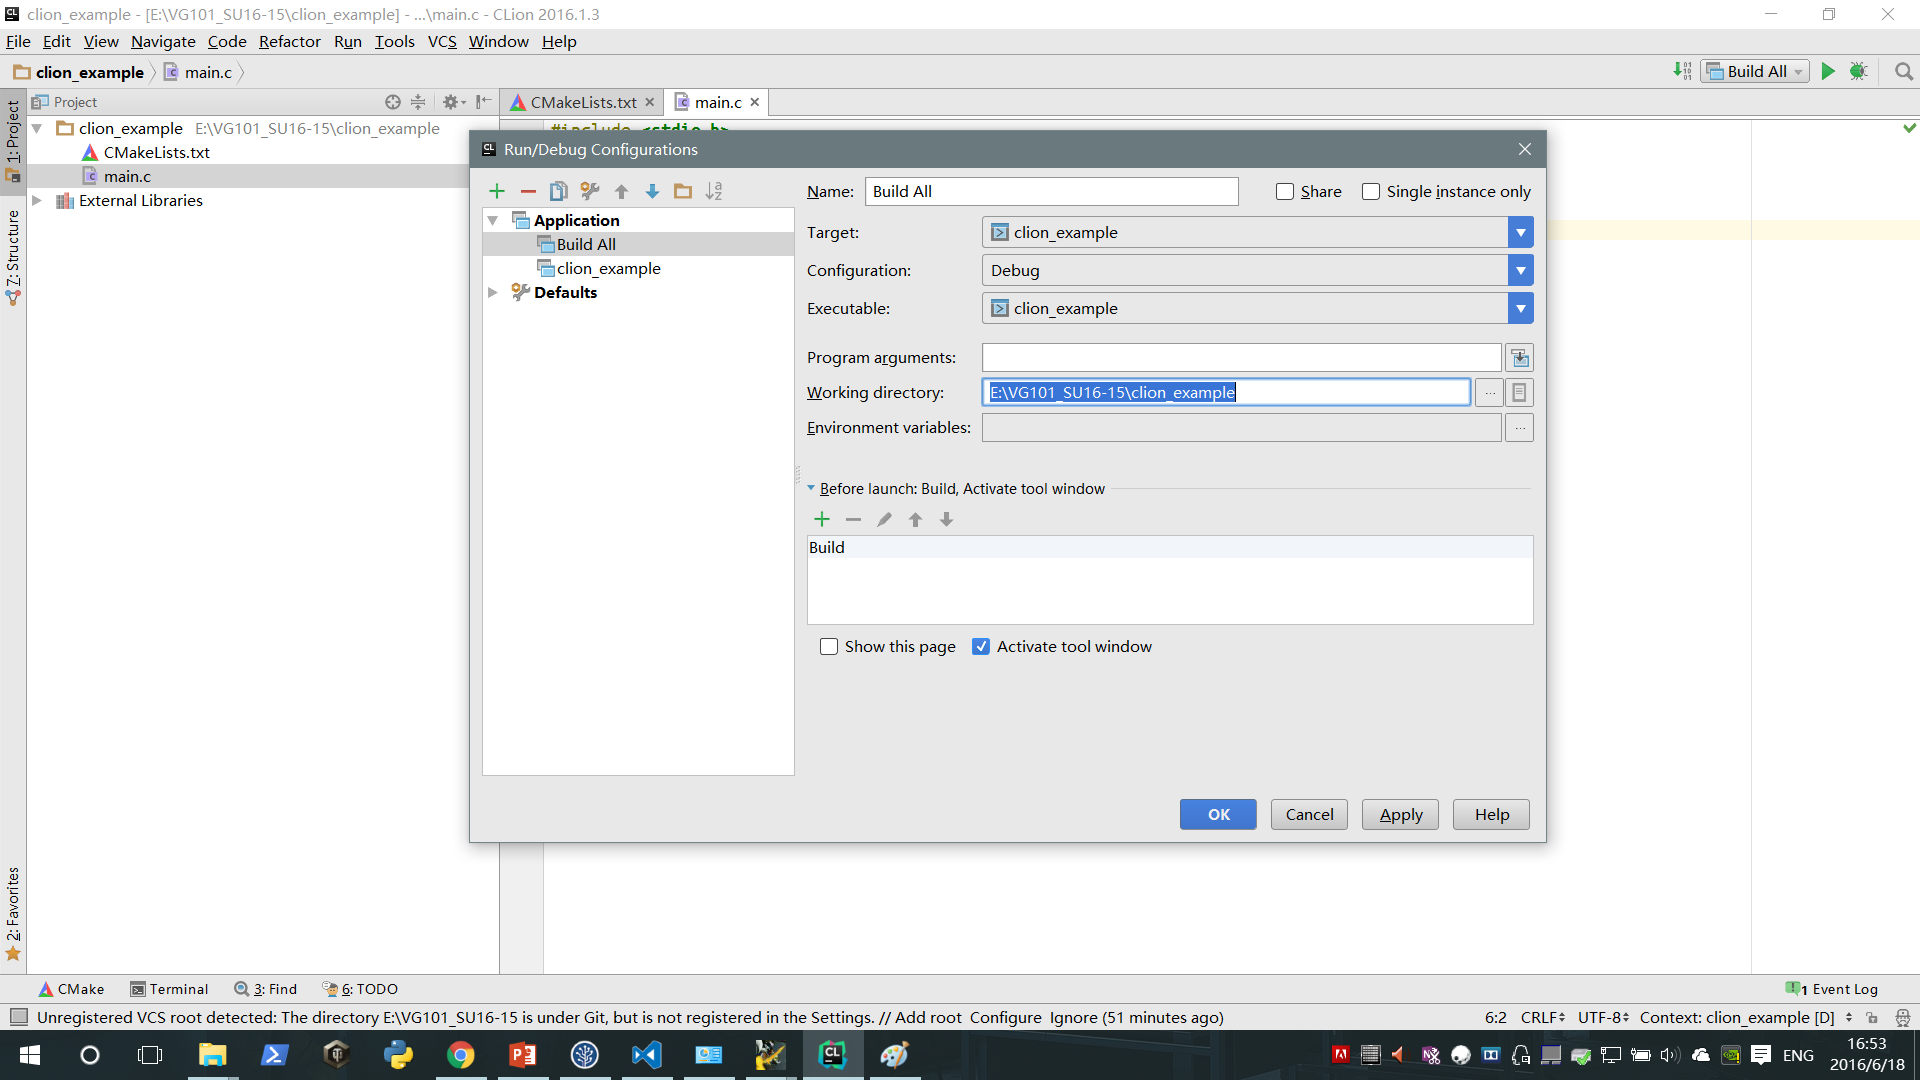 clion_example - [E:\VG101_SU16-15\clion_example] - ...\main.c - CLion 2016.1.3
File Edit View Navigate Code Refactor Run Tools VCS Window Help
clion_example main.c
Build All
Project
CMakeLists.txt main.c
1: Project
clion_example E:\VG101_SU16-15\clion_example
CMakeLists.txt
main.c
External Libraries
7: Structure
2: Favorites
#include <stdio.h>
Run/Debug Configurations
Application
Build All
clion_example
Defaults
Name: Build All Share Single instance only
Target: clion_example
Configuration: Debug
Executable: clion_example
Program arguments:
Working directory: E:\VG101_SU16-15\clion_example
Environment variables:
Before launch: Build, Activate tool window
Build
Show this page Activate tool window
OK Cancel Apply Help
CMake Terminal 3: Find 6: TODO 1 Event Log
Unregistered VCS root detected: The directory E:\VG101_SU16-15 is under Git, but is not registered in the Settings. // Add root Configure Ignore (51 minutes ago) 6:2 CRLF UTF-8 Context: clion_example [D]
ENG
16:53
2016/6/18